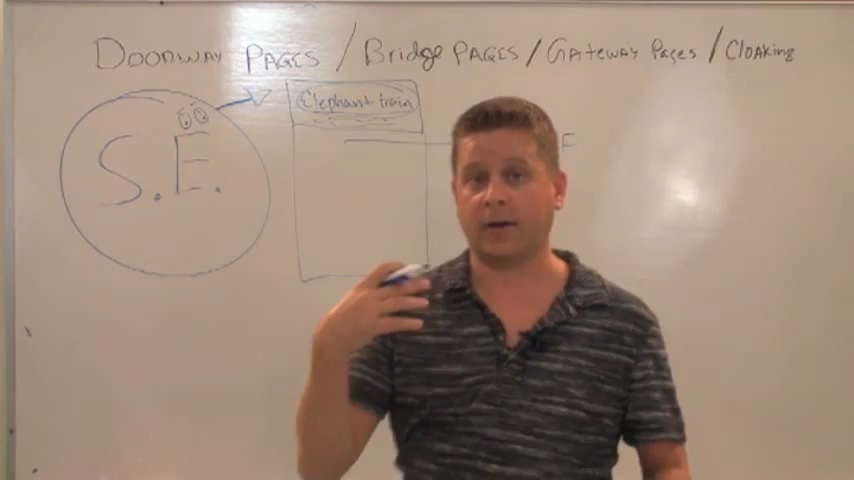 Doorway Pages / Bridge Pages / Gateway Pages / Cloaking
Elephant train
S.E.